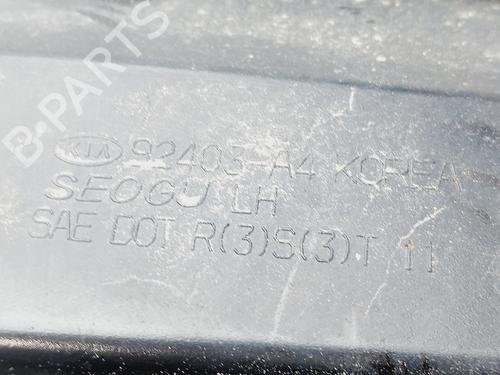 B-PARTS
KIA 92403-A4 KOREA
SEOGU LH
SAE DOT R(3)S(3)T 11